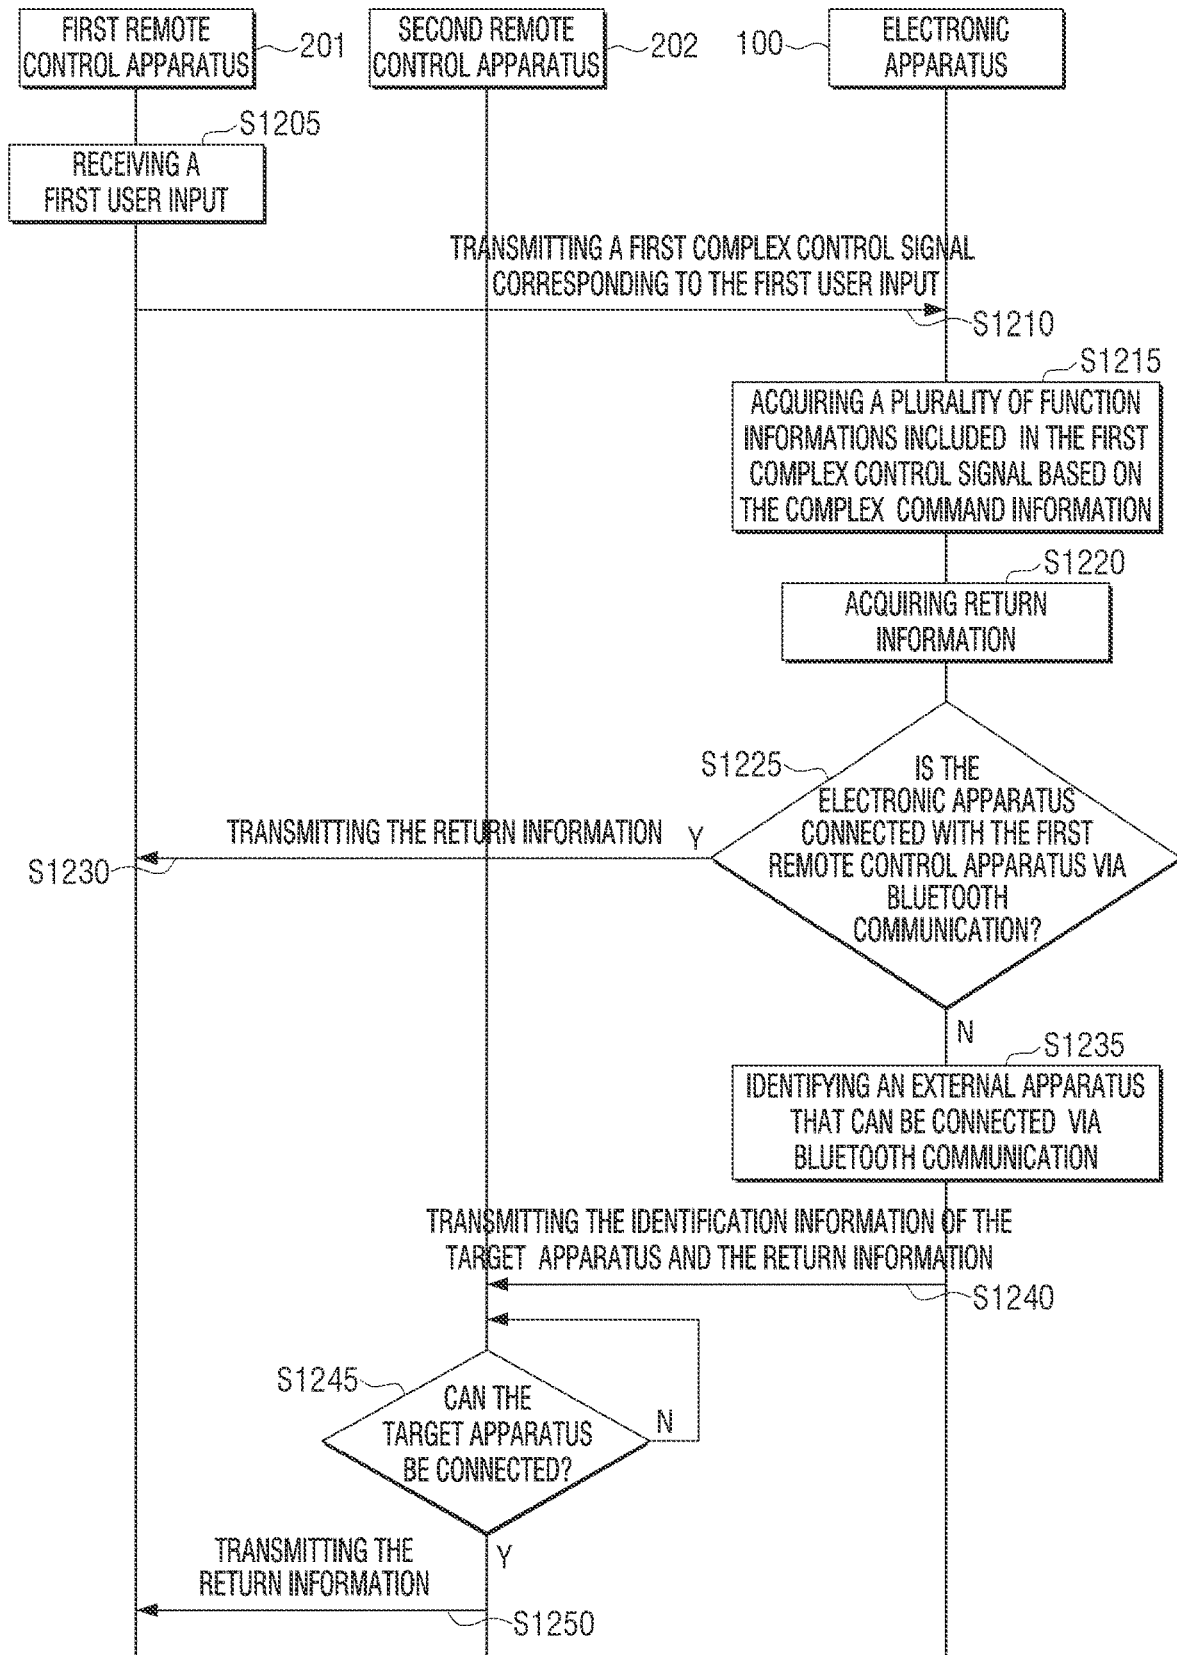 FIRST REMOTE
CONTROL APPARATUS
201
SECOND REMOTE
CONTROL APPARATUS
202
100
ELECTRONIC
APPARATUS
S1205
RECEIVING A
FIRST USER INPUT
TRANSMITTING A FIRST COMPLEX CONTROL SIGNAL
CORRESPONDING TO THE FIRST USER INPUT
S1210
S1215
ACQUIRING A PLURALITY OF FUNCTION
INFORMATIONS INCLUDED IN THE FIRST
COMPLEX CONTROL SIGNAL BASED ON
THE COMPLEX COMMAND INFORMATION
S1220
ACQUIRING RETURN
INFORMATION
S1225
IS THE
ELECTRONIC APPARATUS
CONNECTED WITH THE FIRST
REMOTE CONTROL APPARATUS VIA
BLUETOOTH
COMMUNICATION?
Y
TRANSMITTING THE RETURN INFORMATION
S1230
N
S1235
IDENTIFYING AN EXTERNAL APPARATUS
THAT CAN BE CONNECTED VIA
BLUETOOTH COMMUNICATION
TRANSMITTING THE IDENTIFICATION INFORMATION OF THE
TARGET APPARATUS AND THE RETURN INFORMATION
S1240
S1245
CAN THE
TARGET APPARATUS
BE CONNECTED?
N
Y
TRANSMITTING THE
RETURN INFORMATION
S1250